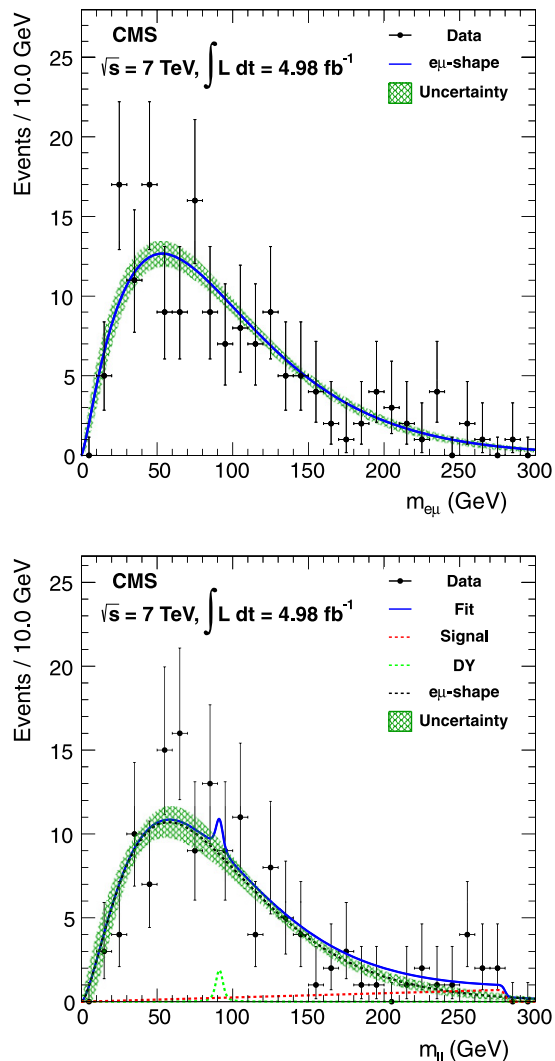 CMS
√s = 7 TeV, ∫L dt = 4.98 fb⁻¹
Data
eμ-shape
Uncertainty
Events / 10.0 GeV
25
20
15
10
5
0
0 50 100 150 200 250 300
m_eμ (GeV)
CMS
√s = 7 TeV, ∫L dt = 4.98 fb⁻¹
Data
Fit
Signal
DY
eμ-shape
Uncertainty
Events / 10.0 GeV
25
20
15
10
5
0
0 50 100 150 200 250 300
m_ll (GeV)